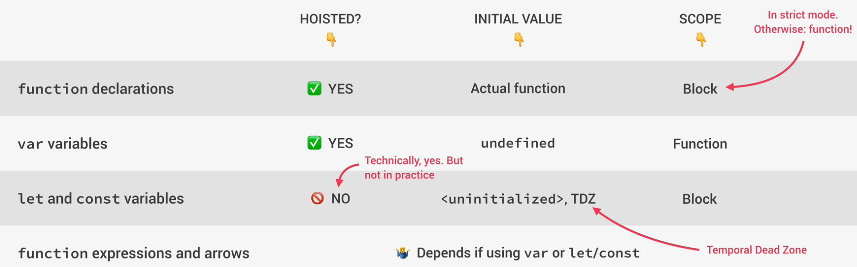 HOISTED? INITIAL VALUE SCOPE
In strict mode.
Otherwise: function!
function declarations ✅ YES Actual function Block
var variables ✅ YES undefined Function
Technically, yes. But
not in practice
let and const variables 🚫 NO <uninitialized>, TDZ Block
Temporal Dead Zone
function expressions and arrows 🤷‍♂️ Depends if using var or let/const